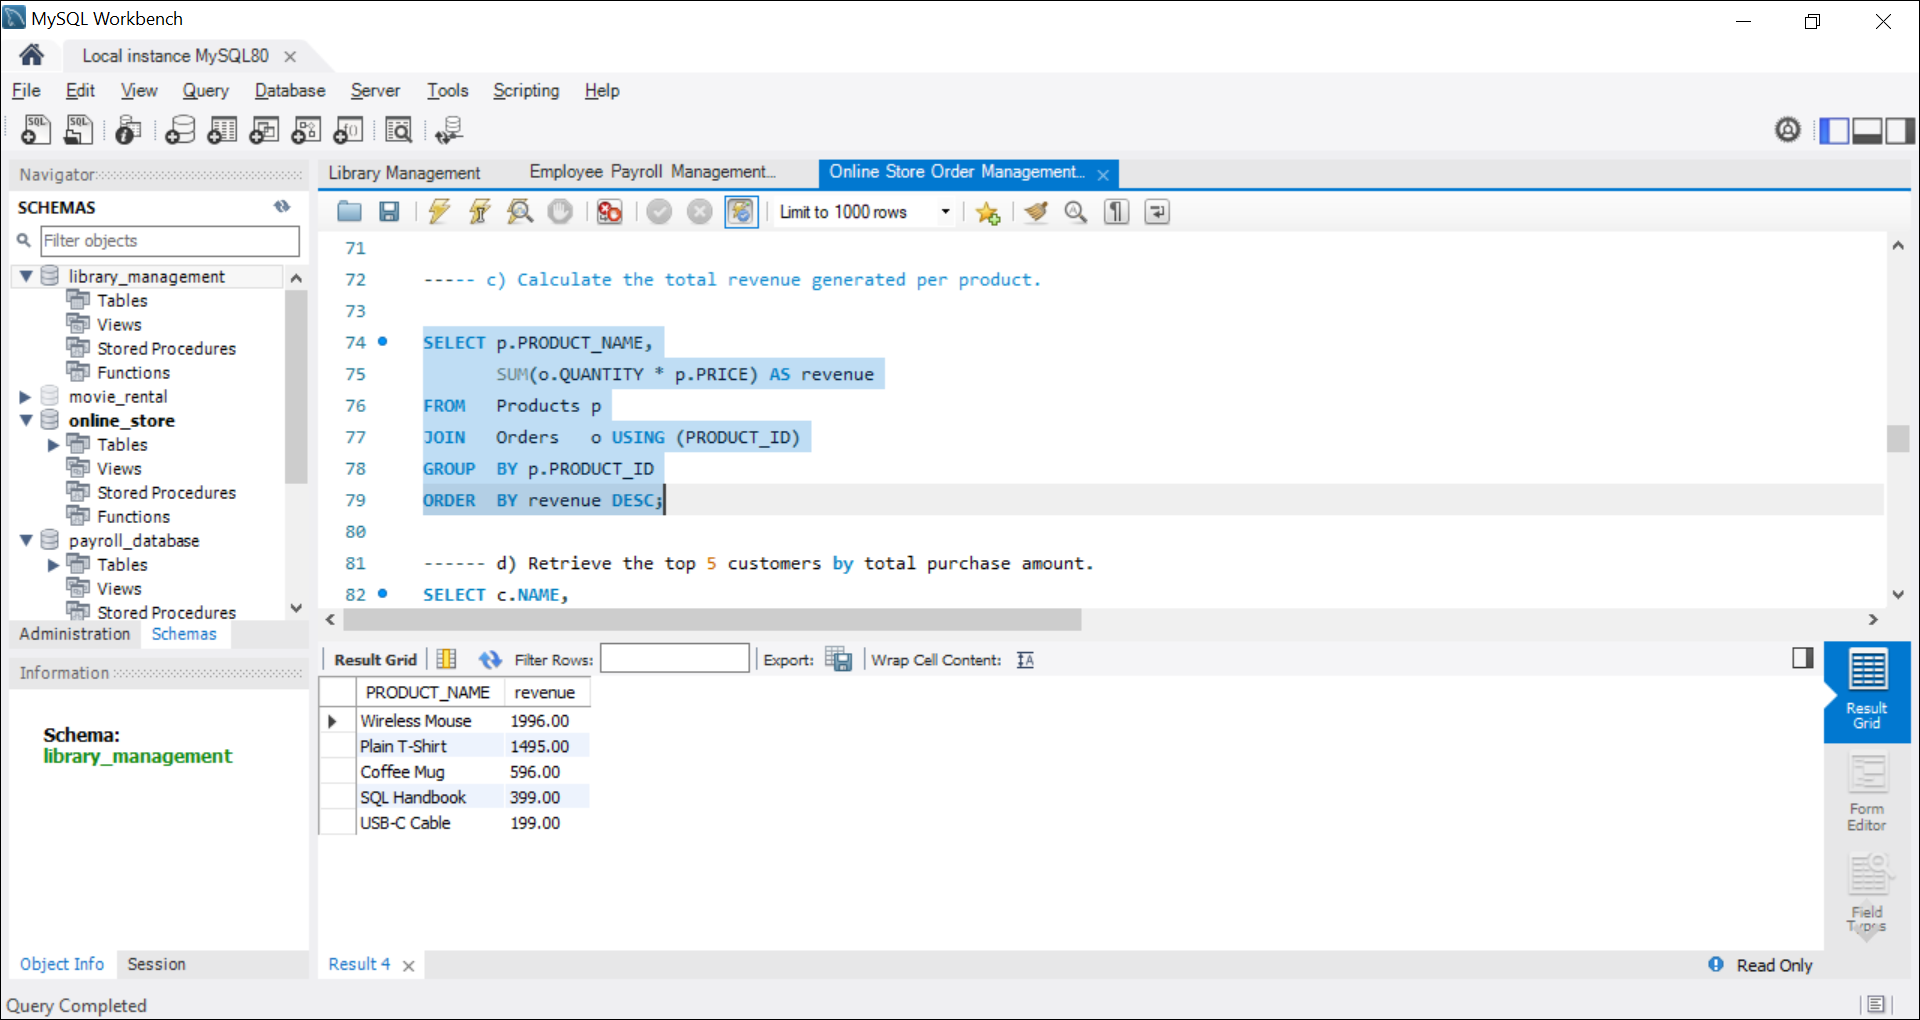 MySQL Workbench
Local instance MySQL80
File Edit View Query Database Server Tools Scripting Help
Navigator
SCHEMAS
Filter objects
library_management
Tables
Views
Stored Procedures
Functions
movie_rental
online_store
Tables
Views
Stored Procedures
Functions
payroll_database
Tables
Views
Stored Procedures
Administration Schemas
Information
Schema:
library_management
Object Info Session
Library Management Employee Payroll Management... Online Store Order Management...
Limit to 1000 rows
71
72 ----- c) Calculate the total revenue generated per product.
73
74 SELECT p.PRODUCT_NAME,
75 SUM(o.QUANTITY * p.PRICE) AS revenue
76 FROM Products p
77 JOIN Orders o USING (PRODUCT_ID)
78 GROUP BY p.PRODUCT_ID
79 ORDER BY revenue DESC;
80
81 ------ d) Retrieve the top 5 customers by total purchase amount.
82 SELECT c.NAME,
Result Grid Filter Rows: Export: Wrap Cell Content:
PRODUCT_NAME revenue
Wireless Mouse 1996.00
Plain T-Shirt 1495.00
Coffee Mug 596.00
SQL Handbook 399.00
USB-C Cable 199.00
Result
Grid
Form
Editor
Field
Types
Result 4
Read Only
Query Completed